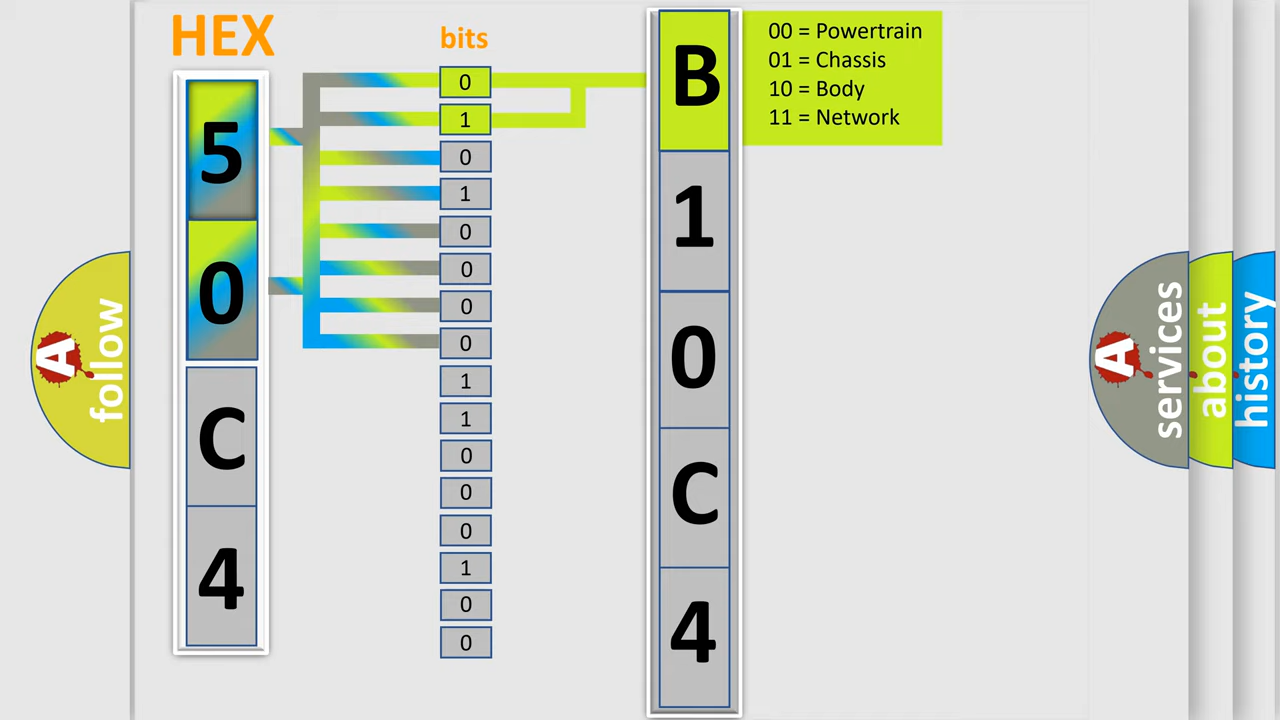 HEX
5
0
C
4
bits
0
1
0
1
0
0
0
0
1
1
0
0
0
1
0
0
B
1
0
C
4
00 = Powertrain
01 = Chassis
10 = Body
11 = Network
A
follow
A
services
about
history